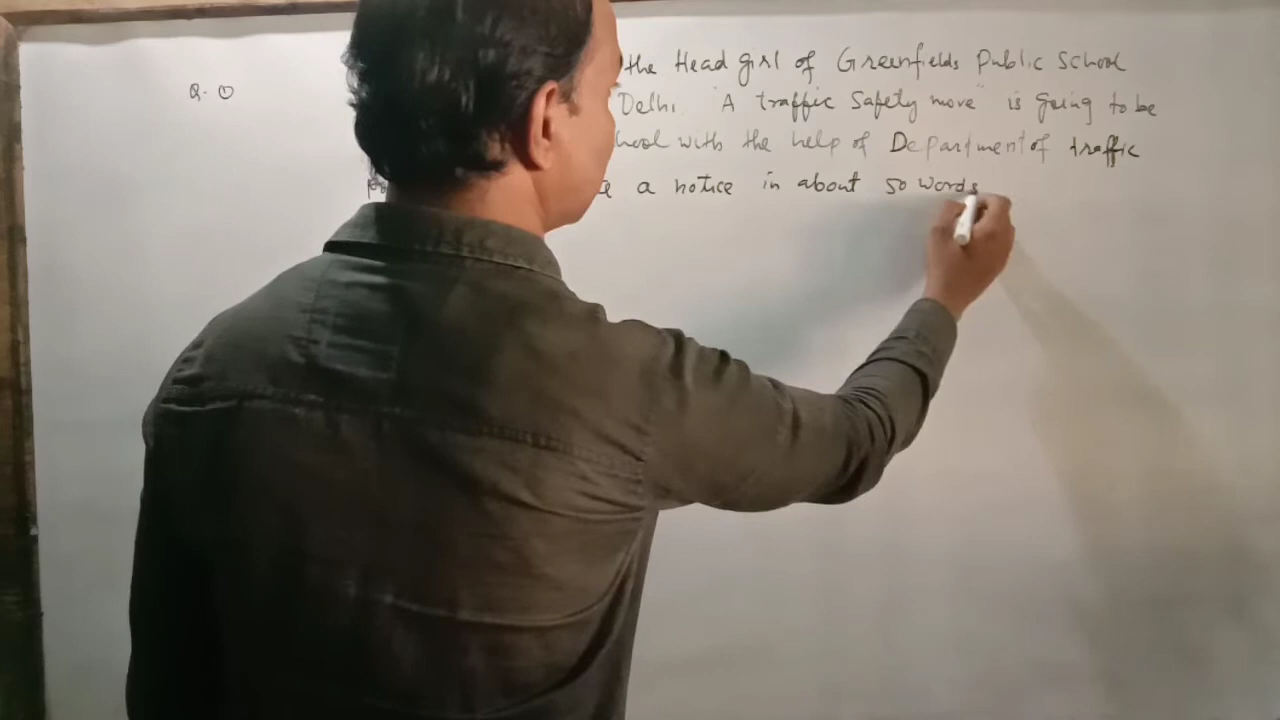 Q. ①
the Head girl of Greenfields Public School
Delhi. "A traffic Safety move" is going to be
with the help of Department of traffic
a notice in about 50 words